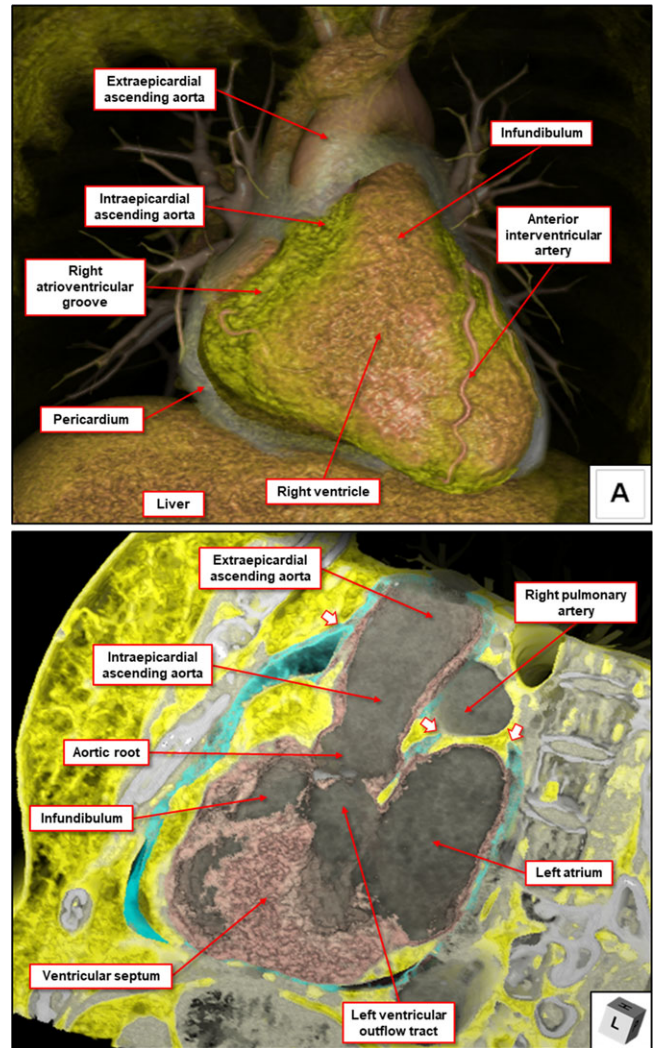 Extraepicardial
ascending aorta
Infundibulum
Intraepicardial
ascending aorta
Anterior
interventricular
artery
Right
atrioventricular
groove
Pericardium
Right ventricle
Liver
A
Extraepicardial
ascending aorta
Right pulmonary
artery
Intraepicardial
ascending aorta
Aortic root
Infundibulum
Left atrium
Ventricular septum
Left ventricular
outflow tract
L
H